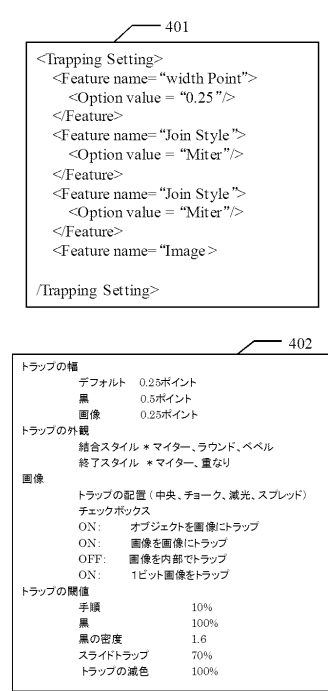 401
<Trapping Setting>
<Feature name=“width Point”>
<Option value = “0.25”/>
</Feature>
<Feature name=“Join Style”>
<Option value = “Miter”/>
</Feature>
<Feature name=“Join Style”>
<Option value = “Miter”/>
</Feature>
<Feature name=“Image>
/Trapping Setting>
402
トラップの幅
デフォルト 0.25ポイント
黒 0.5ポイント
画像 0.25ポイント
トラップの外観
結合スタイル *マイター、ラウンド、ベベル
終了スタイル *マイター、重なり
画像
トラップの配置(中央、チョーク、減光、スプレッド)
チェックボックス
ON: オブジェクトを画像にトラップ
ON: 画像を画像にトラップ
OFF: 画像を内部でトラップ
ON: 1ビット画像をトラップ
トラップの閾値
手順 10%
黒 100%
黒の密度 1.6
スライドトラップ 70%
トラップの減色 100%